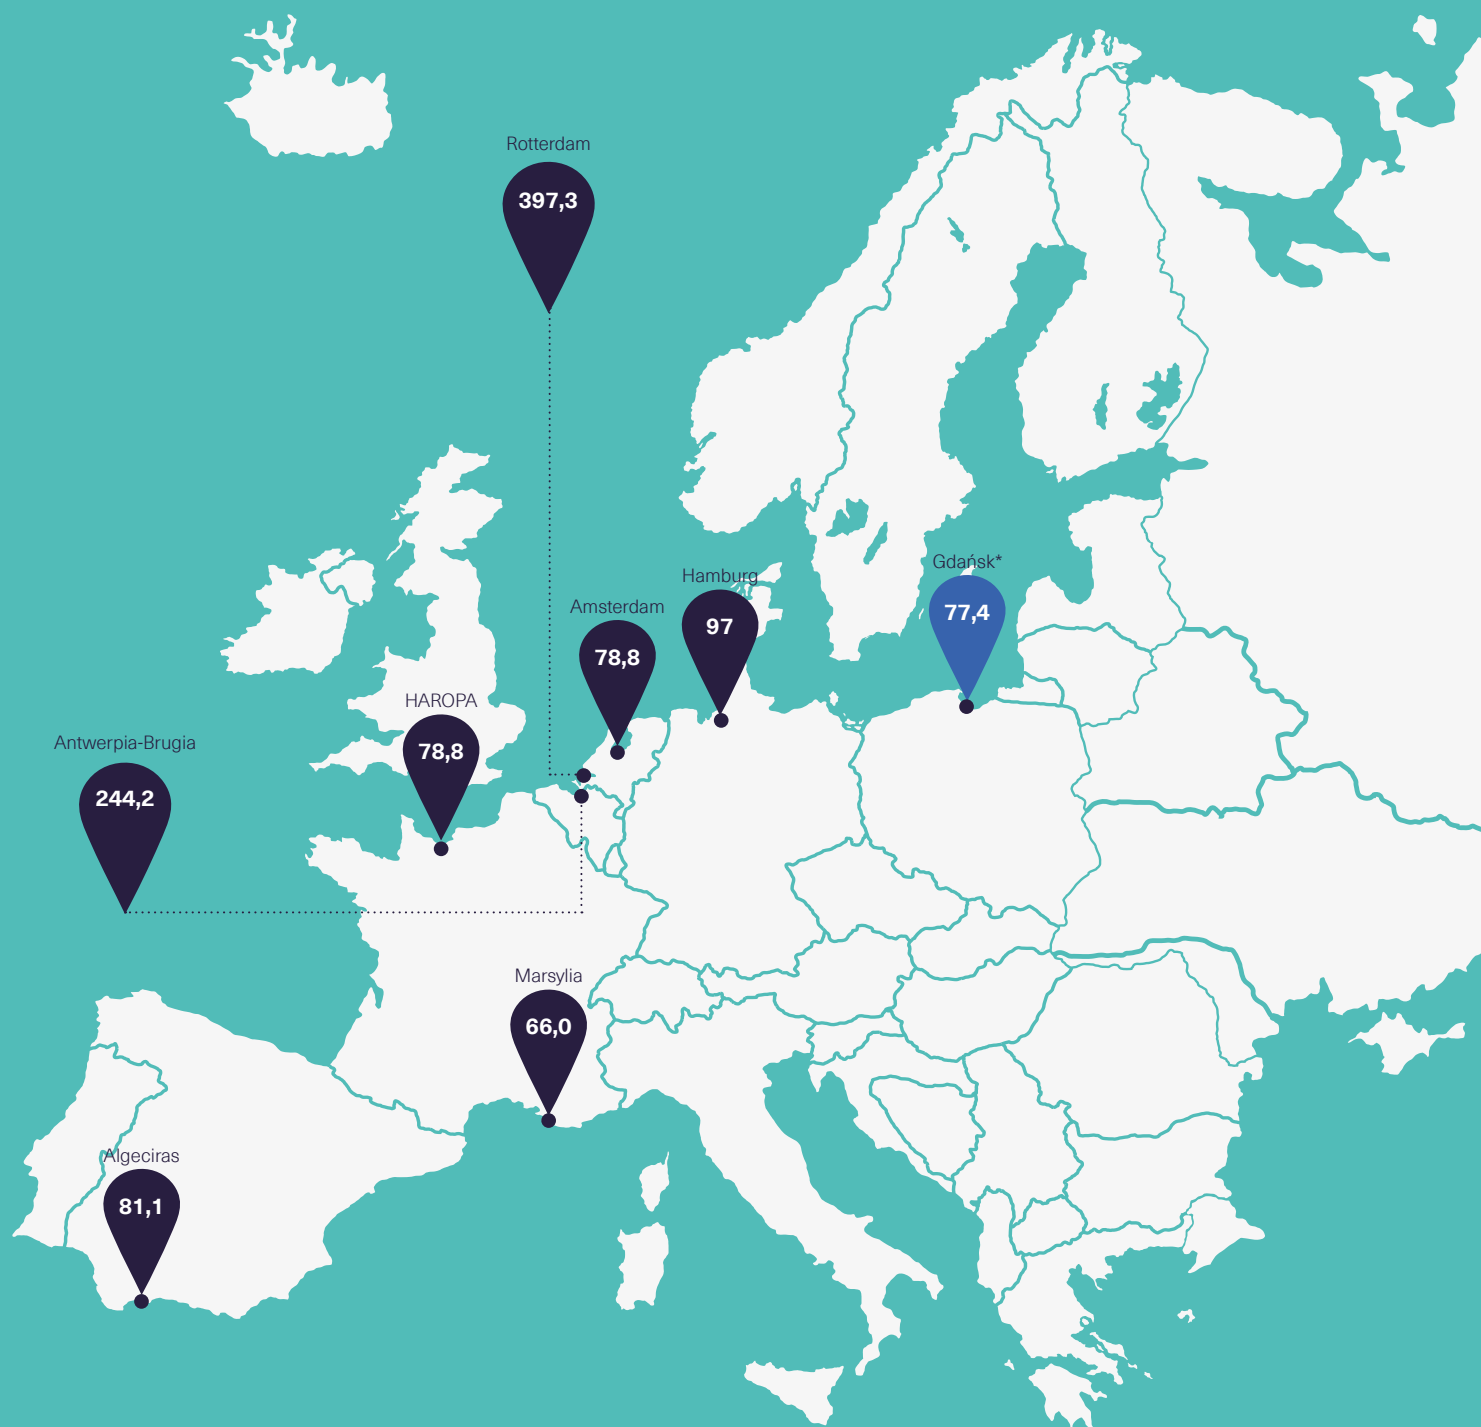 Rotterdam
397,3
Gdańsk*
77,4
Hamburg
97
Amsterdam
78,8
HAROPA
78,8
Antwerpia-Brugia
244,2
Marsylia
66,0
Algeciras
81,1